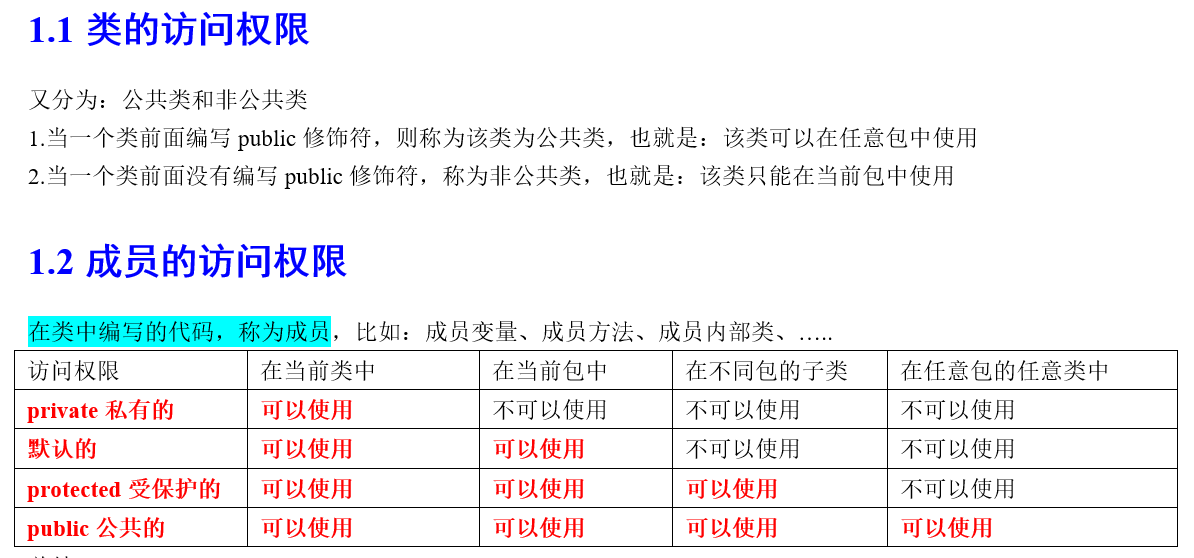 1.1 类的访问权限
又分为：公共类和非公共类
1.当一个类前面编写 public 修饰符，则称为该类为公共类，也就是：该类可以在任意包中使用
2.当一个类前面没有编写 public 修饰符，称为非公共类，也就是：该类只能在当前包中使用
1.2 成员的访问权限
在类中编写的代码，称为成员，比如：成员变量、成员方法、成员内部类、…..
访问权限 在当前类中 在当前包中 在不同包的子类 在任意包的任意类中
private 私有的 可以使用 不可以使用 不可以使用 不可以使用
默认的 可以使用 可以使用 不可以使用 不可以使用
protected 受保护的 可以使用 可以使用 可以使用 不可以使用
public 公共的 可以使用 可以使用 可以使用 可以使用